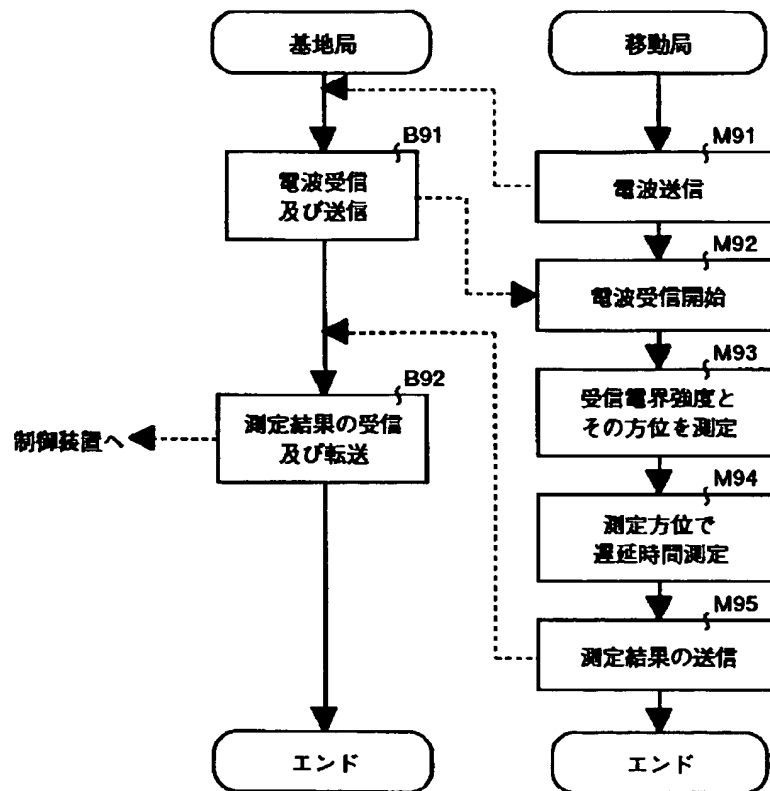 基地局
移動局
B91
電波受信
及び送信
M91
電波送信
M92
電波受信開始
M93
受信電界強度と
その方位を測定
B92
測定結果の受信
及び転送
制御装置へ
M94
測定方位で
遅延時間測定
M95
測定結果の送信
エンド
エンド